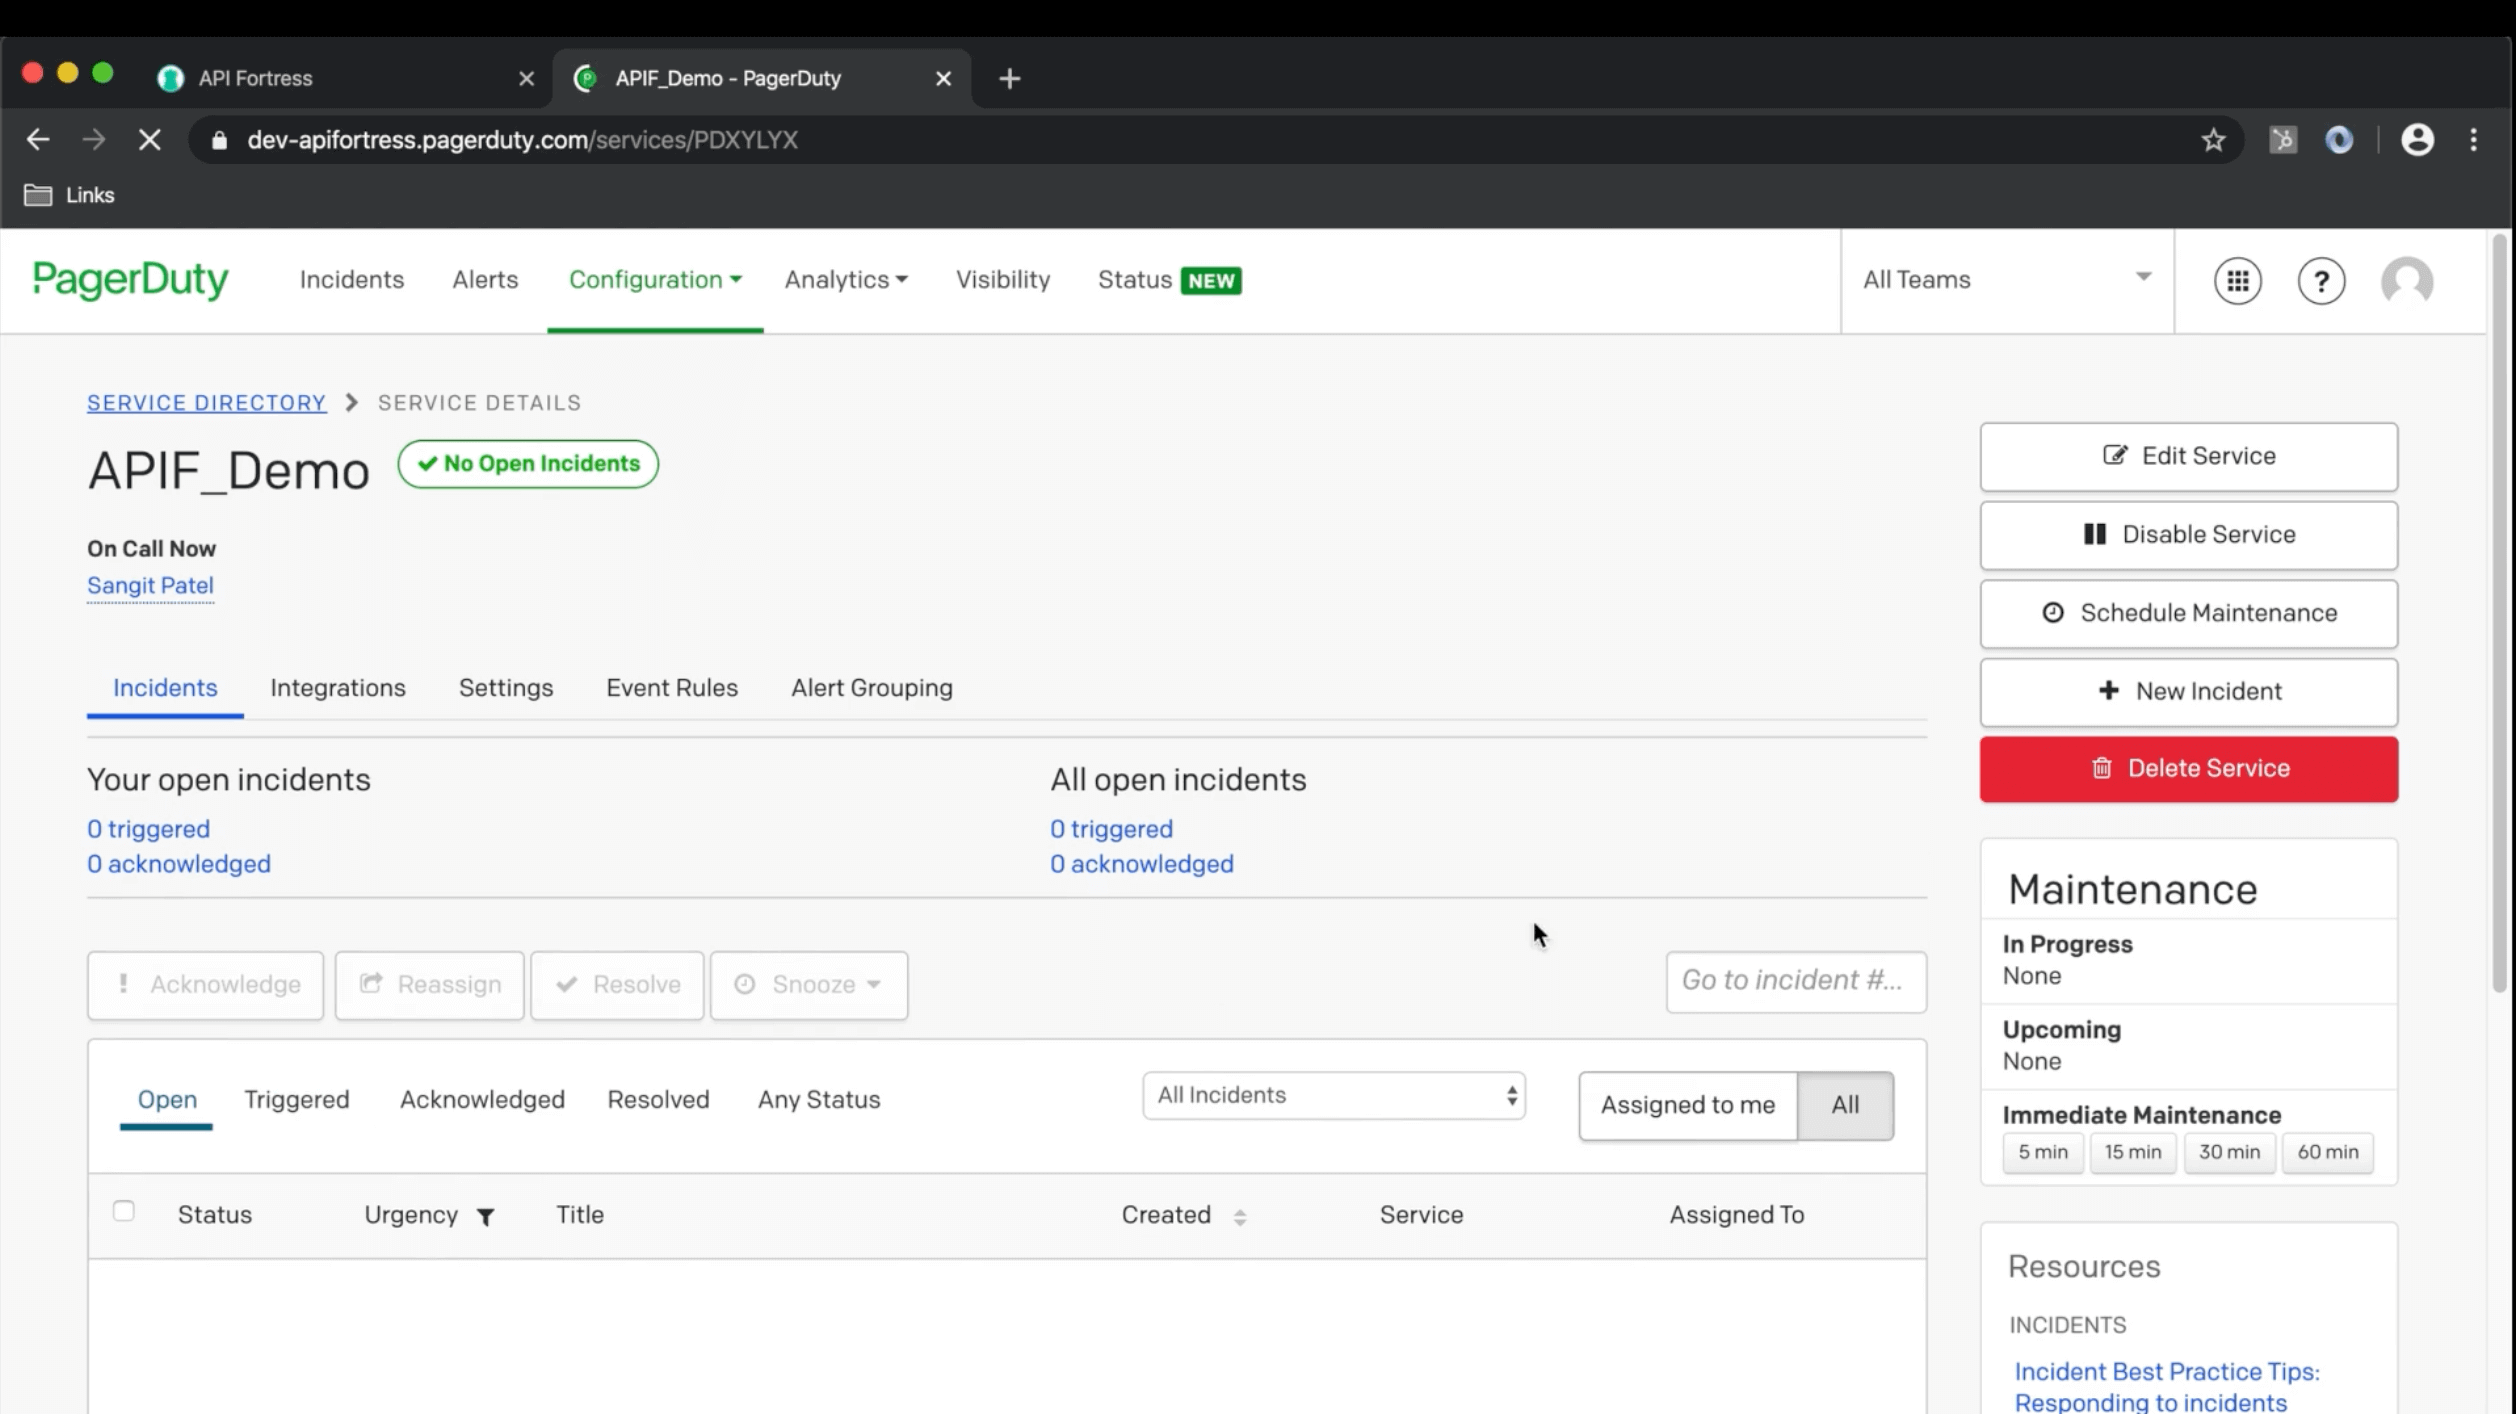 API Fortress
APIF_Demo - PagerDuty
dev-apifortress.pagerduty.com/services/PDXYLYX
Links
PagerDuty Incidents Alerts Configuration Analytics Visibility Status NEW All Teams ?
SERVICE DIRECTORY > SERVICE DETAILS
APIF_Demo No Open Incidents
On Call Now
Sangit Patel
Incidents Integrations Settings Event Rules Alert Grouping
Your open incidents
0 triggered
0 acknowledged
All open incidents
0 triggered
0 acknowledged
! Acknowledge Reassign Resolve Snooze Go to incident #...
Open Triggered Acknowledged Resolved Any Status All Incidents Assigned to me All
Status Urgency Title Created Service Assigned To
Edit Service
Disable Service
Schedule Maintenance
+ New Incident
Delete Service
Maintenance
In Progress
None
Upcoming
None
Immediate Maintenance
5 min 15 min 30 min 60 min
Resources
INCIDENTS
Incident Best Practice Tips:
Responding to incidents